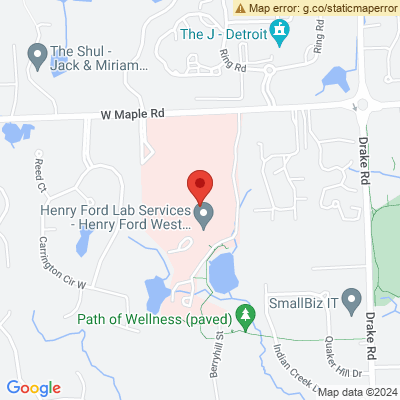 Map error: g.co/staticmaperror
The J - Detroit
Ring Rd
Ring Rd
The Shul -
Jack & Miriam...
W Maple Rd
Drake Rd
Reed Ct
Henry Ford Lab Services
- Henry Ford West...
Carrington Cir W
SmallBiz IT
Path of Wellness (paved)
Drake Rd
Berryhill St
Indian Creek L
Quaker Hill Dr
Google
Map data ©2024